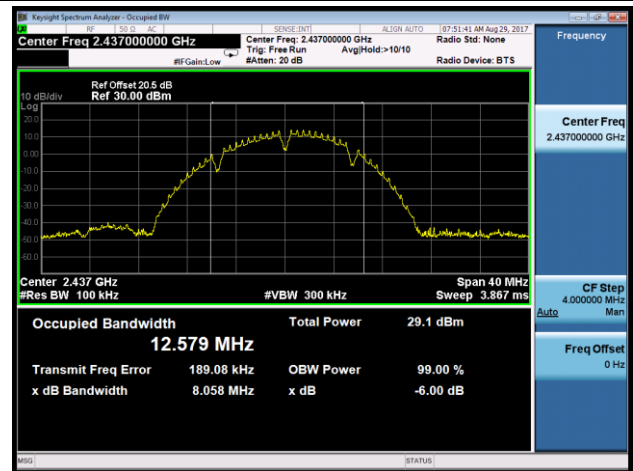 Keysight Spectrum Analyzer - Occupied BW
RF 50 Ω AC SENSE:INT ALIGN AUTO 07:51:41 AM Aug 29, 2017
Center Freq 2.437000000 GHz Center Freq: 2.437000000 GHz Radio Std: None Frequency
Trig: Free Run Avg|Hold:>10/10
#IFGain:Low #Atten: 20 dB Radio Device: BTS
Ref Offset 20.5 dB
10 dB/div Ref 30.00 dBm
Log
20.0
10.0
0.00
-10.0
-20.0
-30.0
-40.0
-50.0
-60.0
Center Freq
2.437000000 GHz
Center 2.437 GHz Span 40 MHz
#Res BW 100 kHz #VBW 300 kHz Sweep 3.867 ms
CF Step
4.000000 MHz
Auto Man
Occupied Bandwidth Total Power 29.1 dBm
12.579 MHz
Freq Offset
0 Hz
Transmit Freq Error 189.08 kHz OBW Power 99.00 %
x dB Bandwidth 8.058 MHz x dB -6.00 dB
MSG STATUS